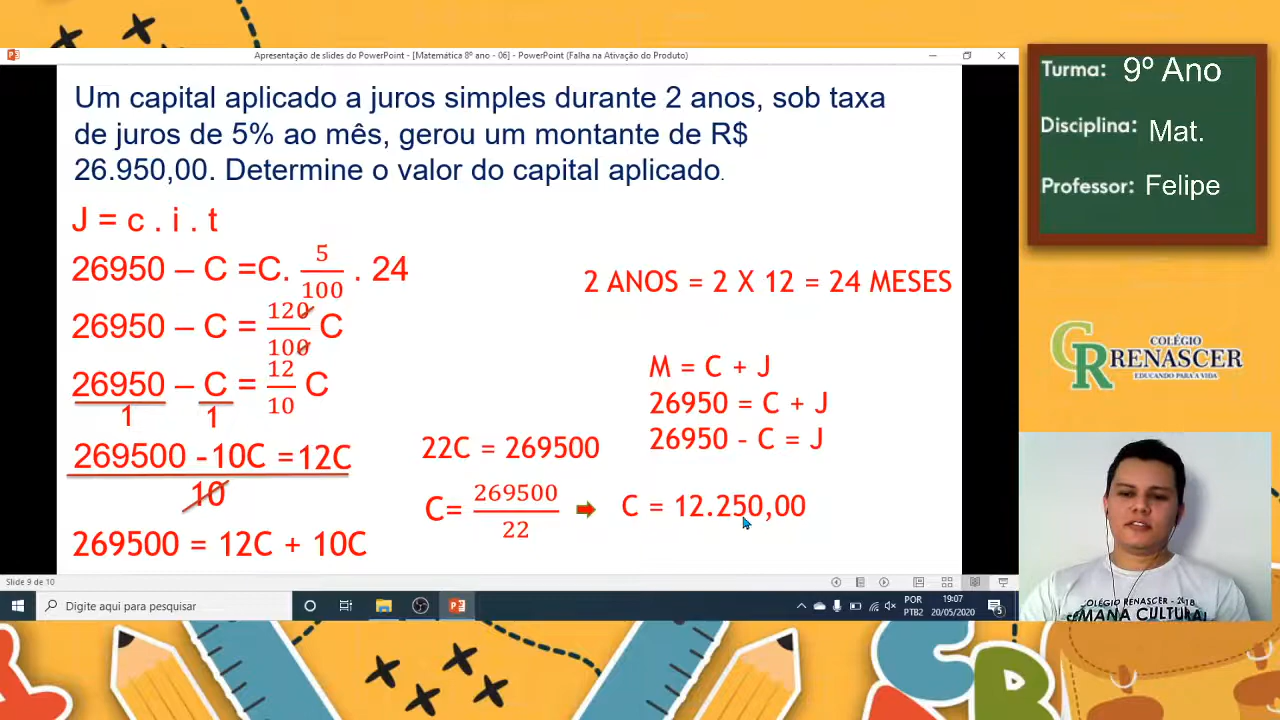 Apresentação de slides do PowerPoint - [Matemática 8º ano - 06] - PowerPoint (Falha na Ativação do Produto)
Um capital aplicado a juros simples durante 2 anos, sob taxa
de juros de 5% ao mês, gerou um montante de R$
26.950,00. Determine o valor do capital aplicado.
J = c . i . t
26950 – C =C. 5/100 . 24
26950 – C = 120/100 C
26950/1 – C/1 = 12/10 C
269500 -10C =12C
10
269500 = 12C + 10C
22C = 269500
C= 269500/22
C = 12.250,00
2 ANOS = 2 X 12 = 24 MESES
M = C + J
26950 = C + J
26950 - C = J
Slide 9 de 10
Digite aqui para pesquisar
POR
PTB2
19:07
20/05/2020
5
Turma: 9º Ano
Disciplina: Mat.
Professor: Felipe
CR
COLÉGIO
RENASCER
EDUCANDO PARA A VIDA
COLÉGIO RENASCER - 2018
SEMANA CULTURAL